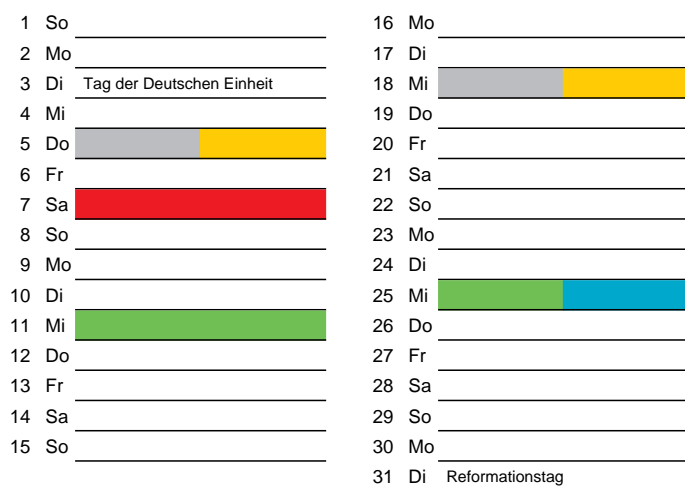 1 So
2 Mo
3 Di Tag der Deutschen Einheit
4 Mi
5 Do
6 Fr
7 Sa
8 So
9 Mo
10 Di
11 Mi
12 Do
13 Fr
14 Sa
15 So
16 Mo
17 Di
18 Mi
19 Do
20 Fr
21 Sa
22 So
23 Mo
24 Di
25 Mi
26 Do
27 Fr
28 Sa
29 So
30 Mo
31 Di Reformationstag